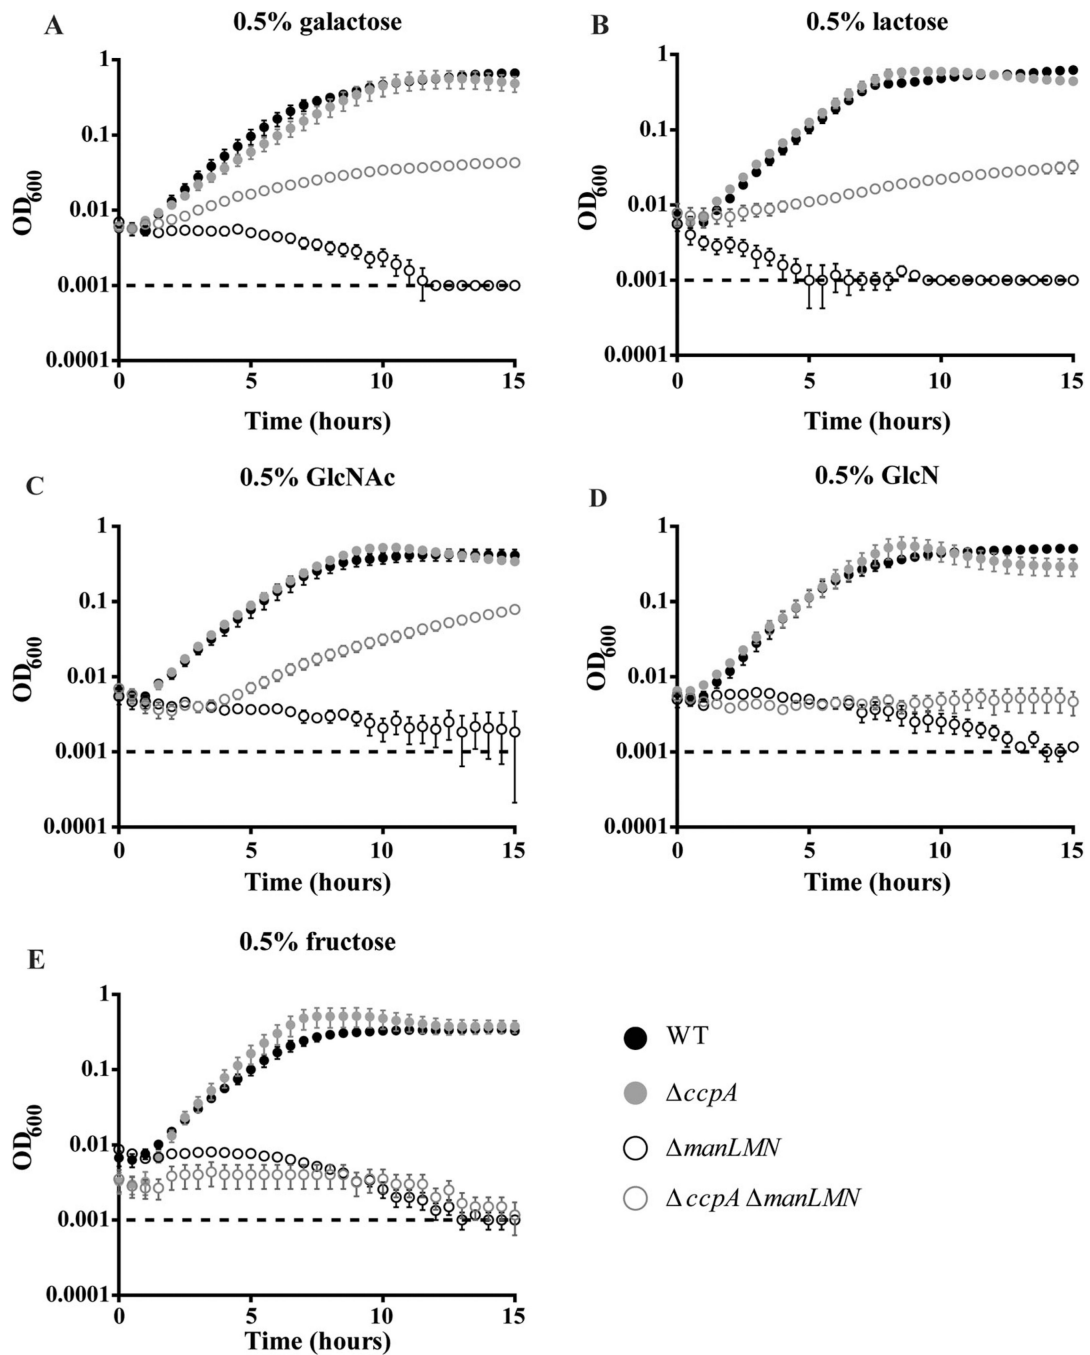 A
0.5% galactose
1
0.1
0.01
0.001
0.0001
OD600
0
5
10
15
Time (hours)
B
0.5% lactose
1
0.1
0.01
0.001
0.0001
OD600
0
5
10
15
Time (hours)
C
0.5% GlcNAc
1
0.1
0.01
0.001
0.0001
OD600
0
5
10
15
Time (hours)
D
0.5% GlcN
1
0.1
0.01
0.001
0.0001
OD600
0
5
10
15
Time (hours)
E
0.5% fructose
1
0.1
0.01
0.001
0.0001
OD600
0
5
10
15
Time (hours)
WT
ΔccpA
ΔmanLMN
ΔccpA ΔmanLMN